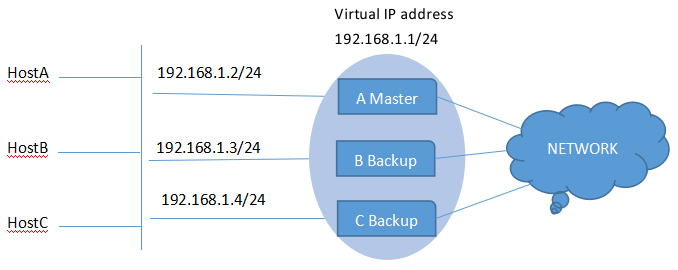 Virtual IP address
192.168.1.1/24
HostA
192.168.1.2/24
A Master
HostB
192.168.1.3/24
B Backup
NETWORK
192.168.1.4/24
HostC
C Backup